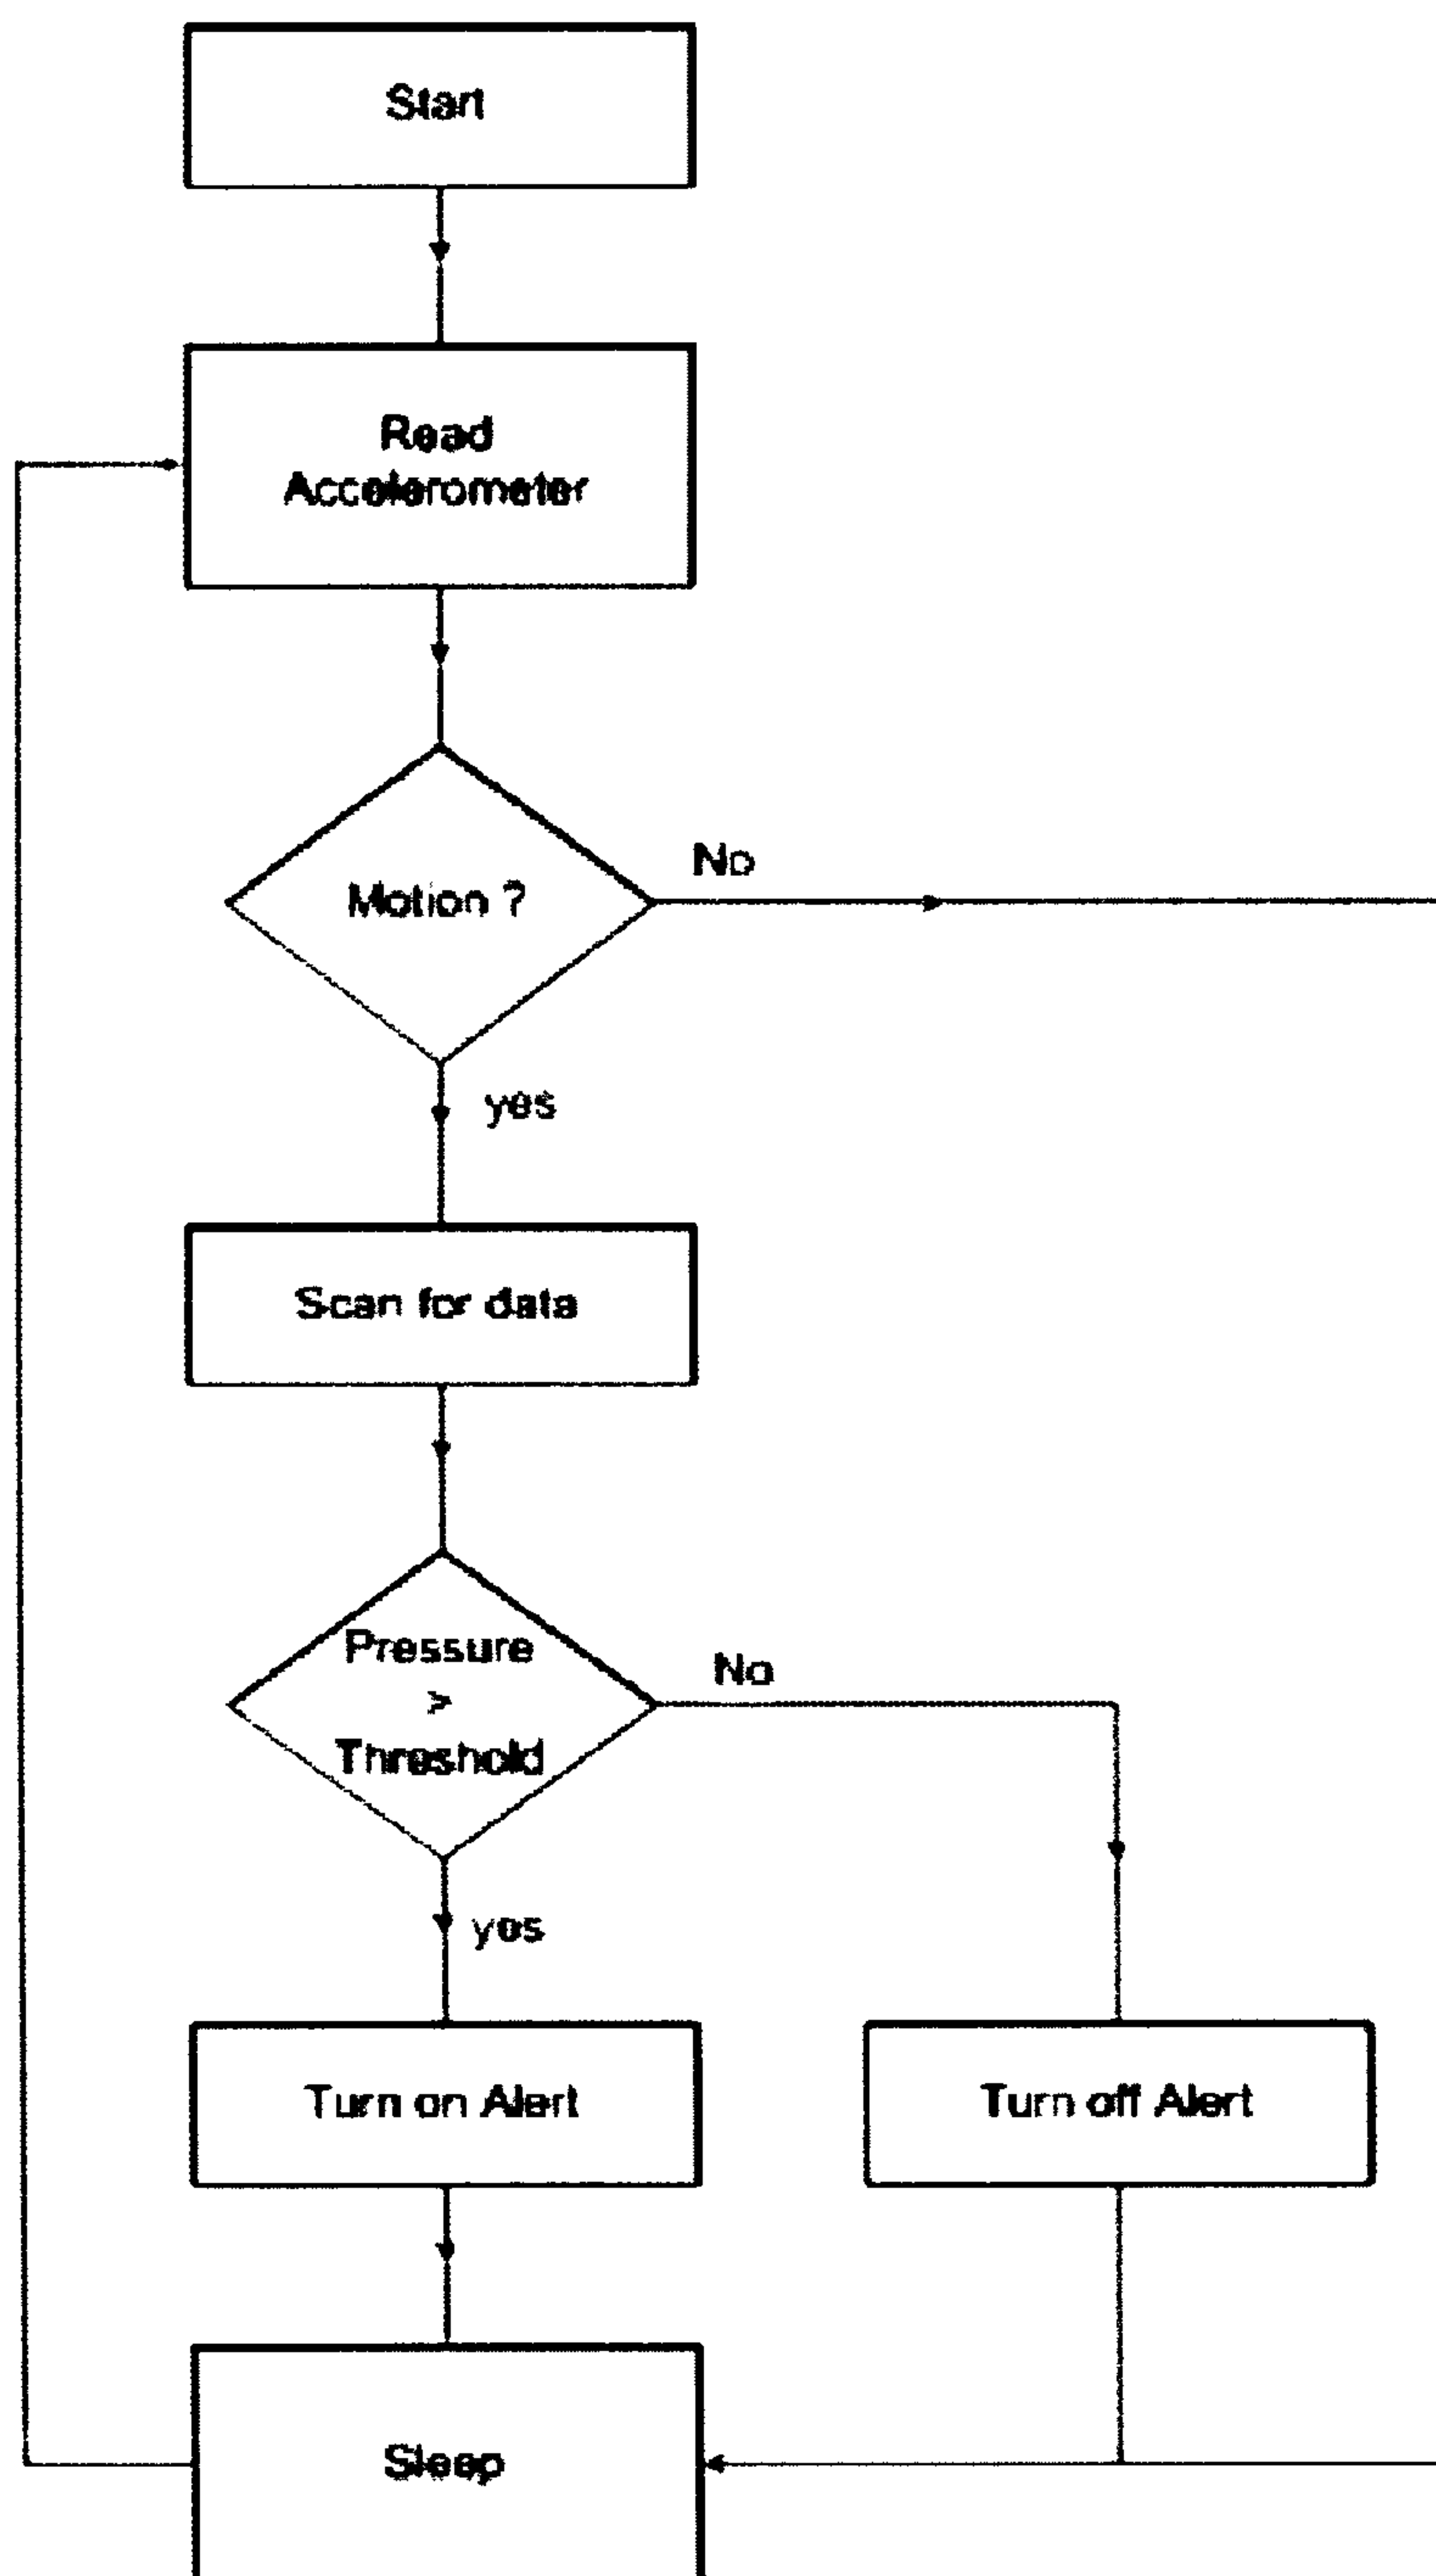 Start
Read
Accelerometer
Motion ?
No
yes
Scan for data
Pressure
>
Threshold
No
yes
Turn on Alert
Turn off Alert
Sleep